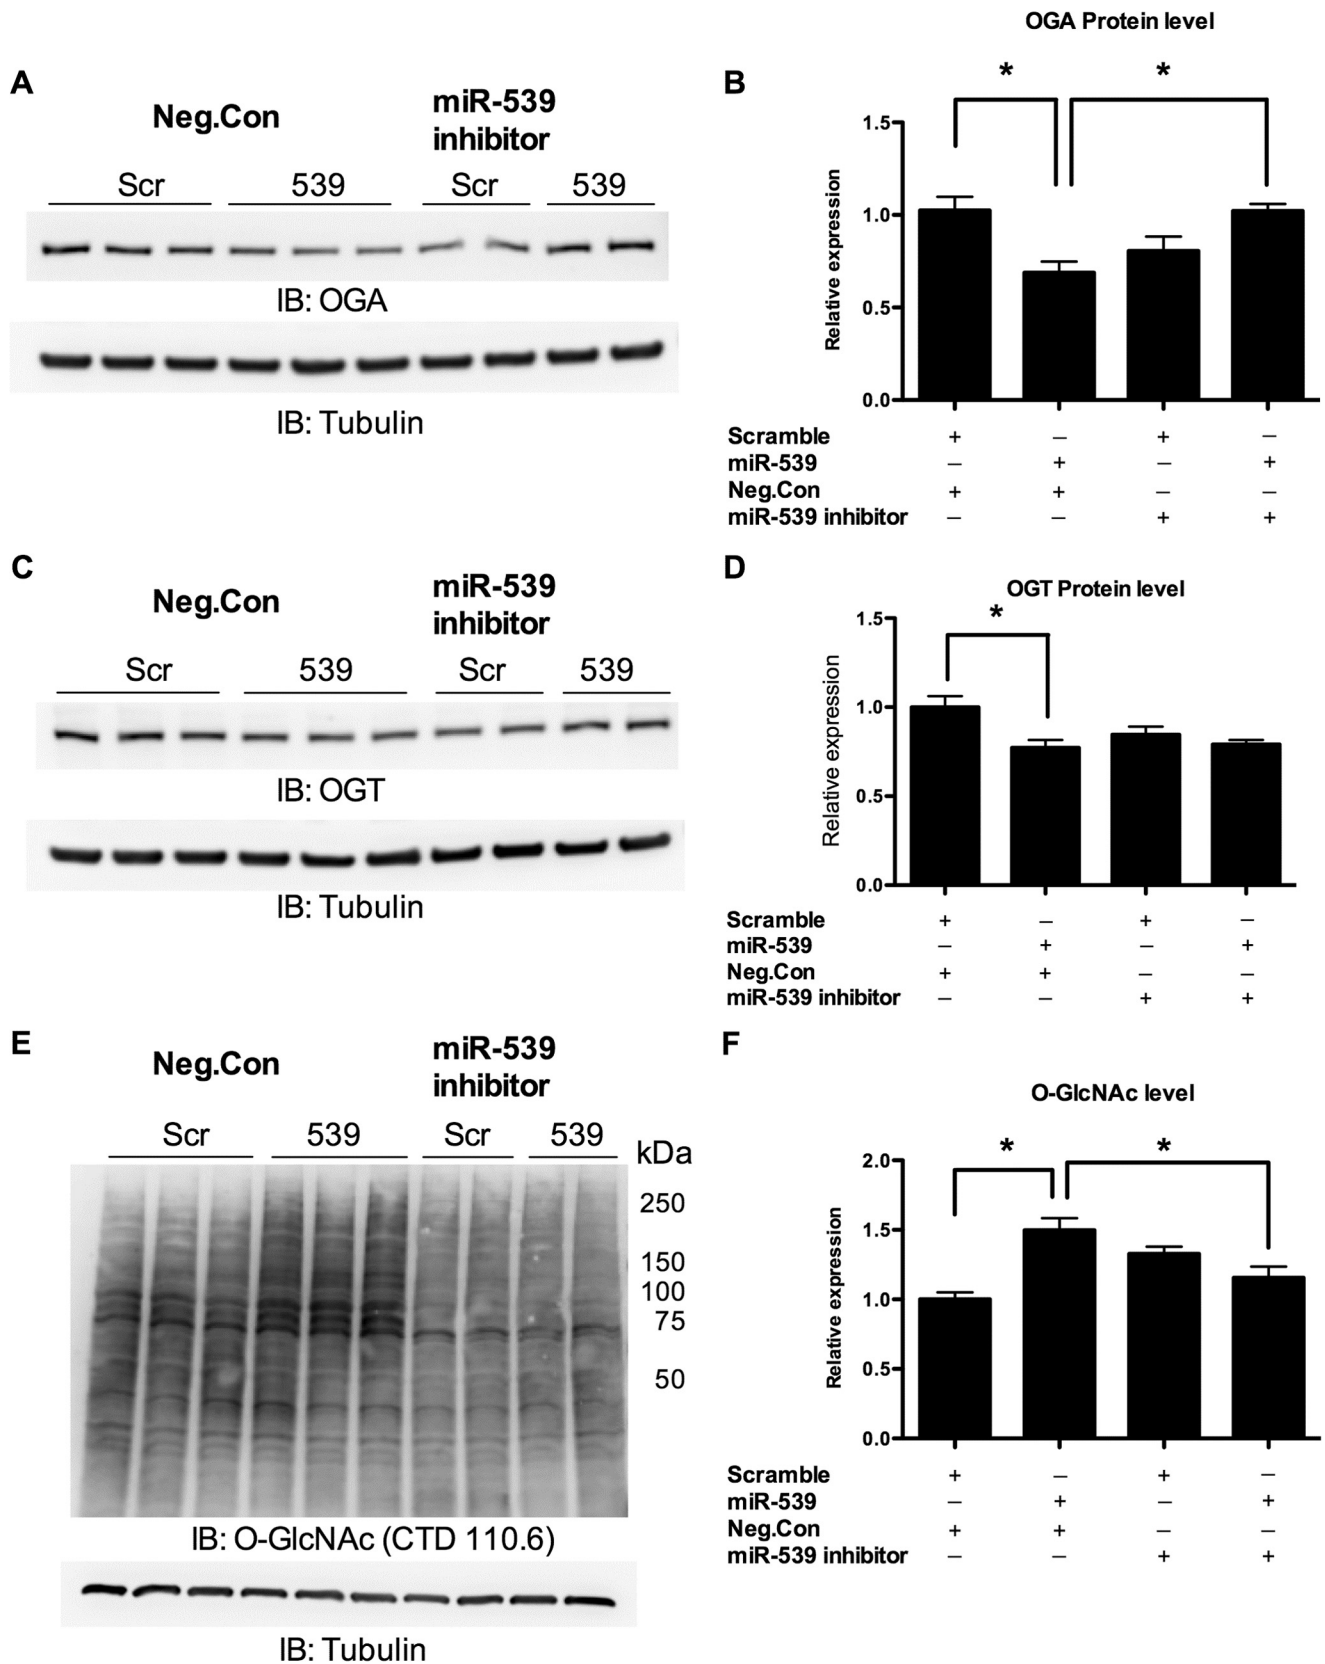 A
Neg.Con
miR-539
inhibitor
Scr 539 Scr 539
IB: OGA
IB: Tubulin
B
OGA Protein level
* *
Relative expression
1.5
1.0
0.5
0.0
Scramble + – + –
miR-539 – + – +
Neg.Con + + – –
miR-539 inhibitor – – + +
C
Neg.Con
miR-539
inhibitor
Scr 539 Scr 539
IB: OGT
IB: Tubulin
D
OGT Protein level
*
Relative expression
1.5
1.0
0.5
0.0
Scramble + – + –
miR-539 – + – +
Neg.Con + + – –
miR-539 inhibitor – – + +
E
Neg.Con
miR-539
inhibitor
Scr 539 Scr 539
kDa
250
150
100
75
50
IB: O-GlcNAc (CTD 110.6)
IB: Tubulin
F
O-GlcNAc level
* *
Relative expression
2.0
1.5
1.0
0.5
0.0
Scramble + – + –
miR-539 – + – +
Neg.Con + + – –
miR-539 inhibitor – – + +